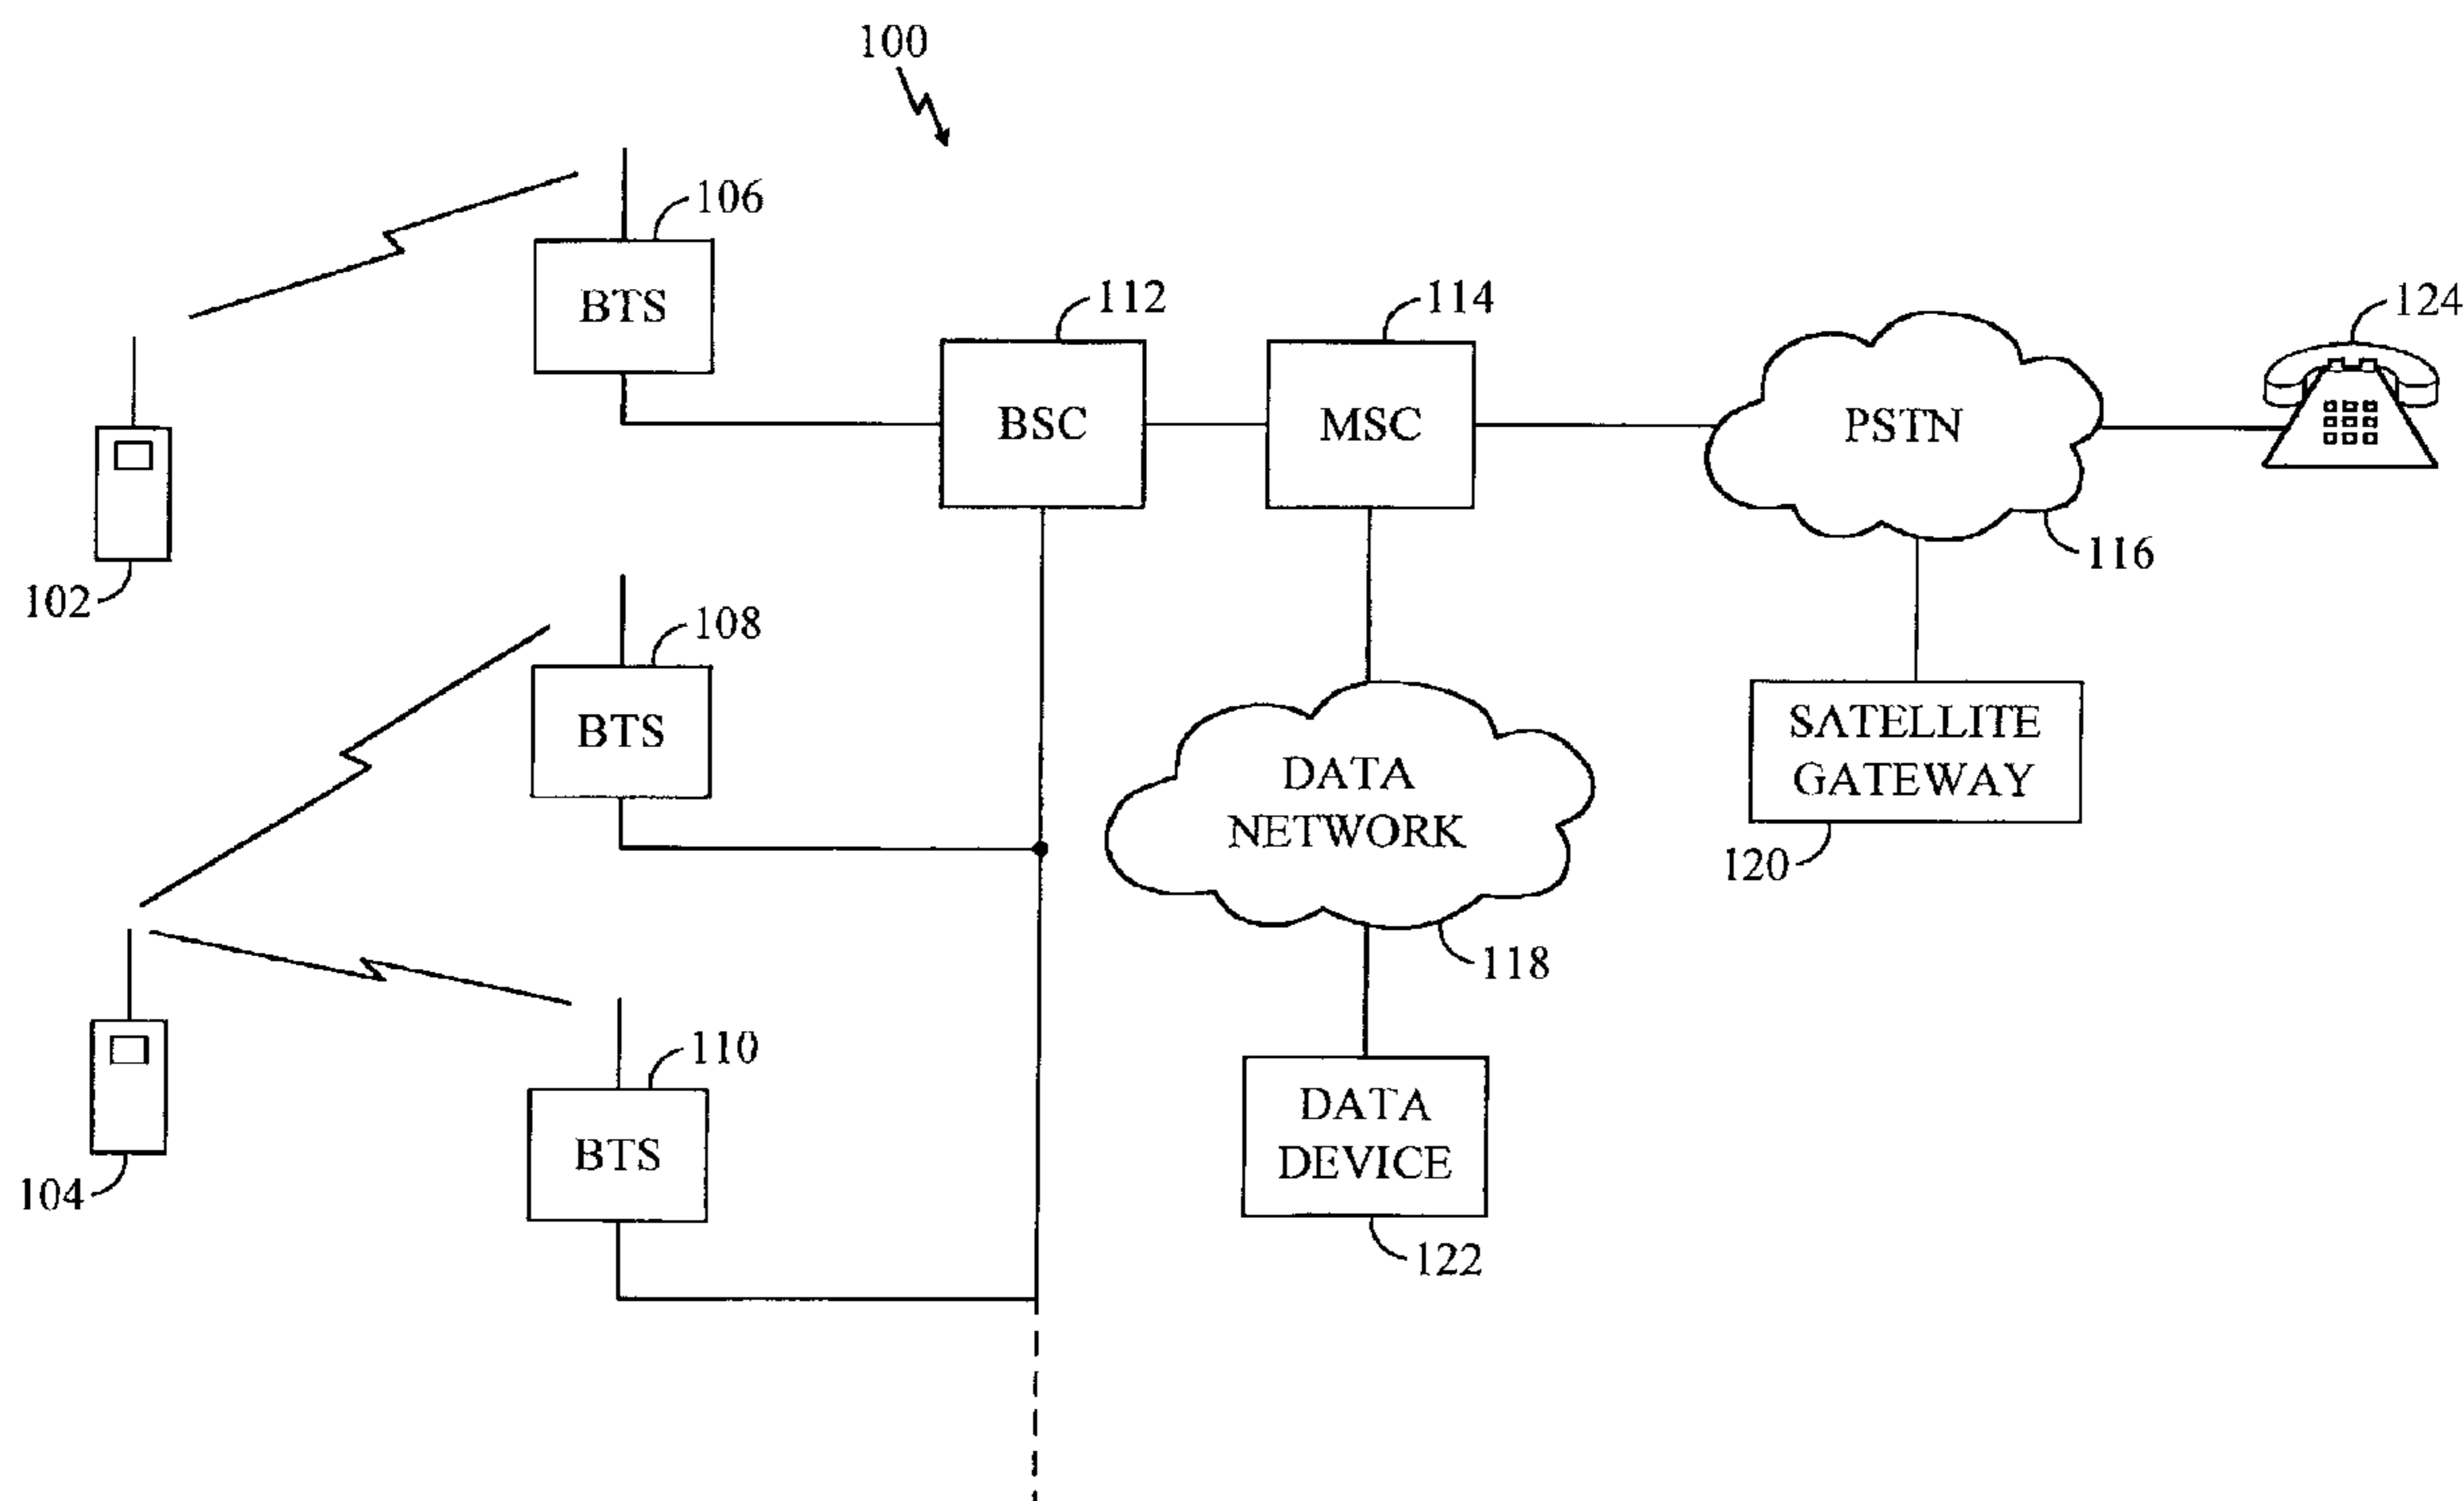 100
106
BTS
112
114
124
BSC
MSC
PSTN
116
102
108
BTS
SATELLITE
GATEWAY
120
DATA
NETWORK
118
110
BTS
DATA
DEVICE
122
104